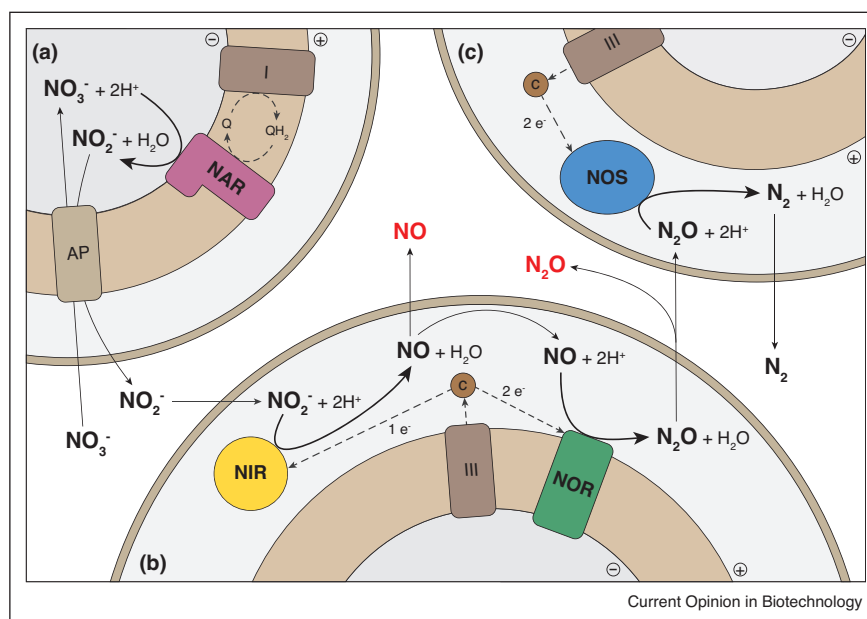 (a)
−
+
I
NO₃⁻ + 2H⁺
Q
QH₂
NO₂⁻ + H₂O
NAR
AP
NO₂⁻
NO₃⁻
(c)
III
−
C
2 e⁻
+
NOS
N₂ + H₂O
N₂O + 2H⁺
N₂
NO
N₂O
NO + H₂O
NO + 2H⁺
NO₂⁻ + 2H⁺
C
2 e⁻
1 e⁻
N₂O + H₂O
NIR
III
NOR
(b)
−
+
Current Opinion in Biotechnology